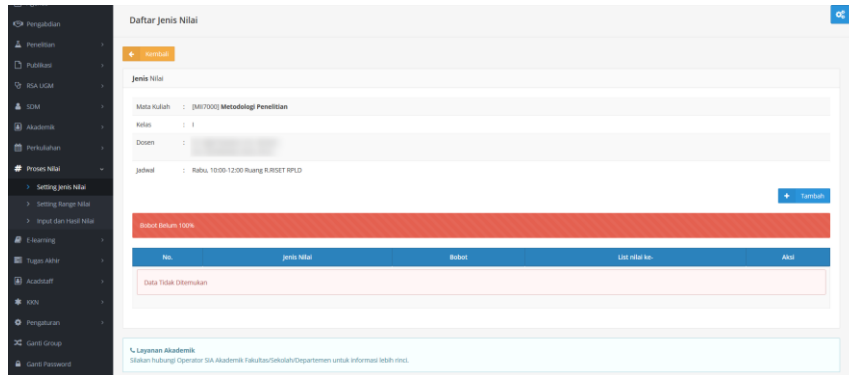 Pengabdian
Penelitian
Publikasi
RSA UGM
SDM
Akademik
Perkuliahan
Proses Nilai
Setting Jenis Nilai
Setting Range Nilai
Input dan Hasil Nilai
E-learning
Tugas Akhir
Acadstaff
KKN
Pengaturan
Ganti Group
Ganti Password
Daftar Jenis Nilai
Kembali
Jenis Nilai
Mata Kuliah : [MII7000] Metodologi Penelitian
Kelas : I
Dosen :
Jadwal : Rabu, 10:00-12:00 Ruang R.RISET RPLD
+ Tambah
Bobot Belum 100%
No. Jenis Nilai Bobot List nilai ke- Aksi
Data Tidak Ditemukan
Layanan Akademik
Silakan hubungi Operator SIA Akademik Fakultas/Sekolah/Departemen untuk informasi lebih rinci.